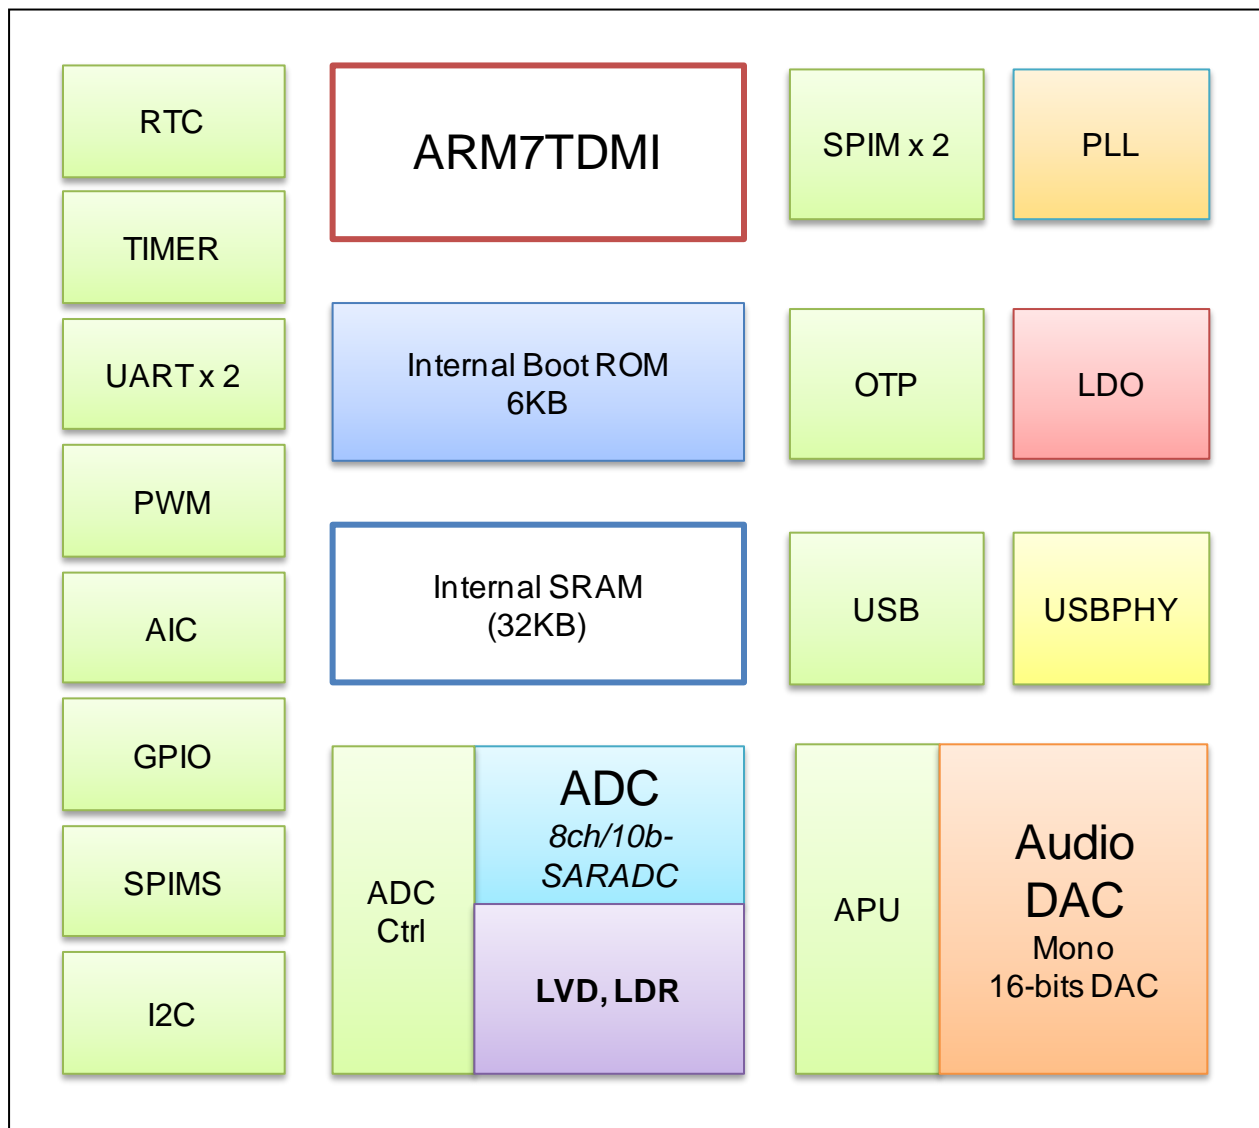 RTC
TIMER
UART x 2
PWM
AIC
GPIO
SPIMS
I2C
ARM7TDMI
Internal Boot ROM
6KB
Internal SRAM
(32KB)
ADC
Ctrl
ADC
8ch/10b-
SARADC
LVD, LDR
SPIM x 2
PLL
OTP
LDO
USB
USBPHY
APU
Audio
DAC
Mono
16-bits DAC